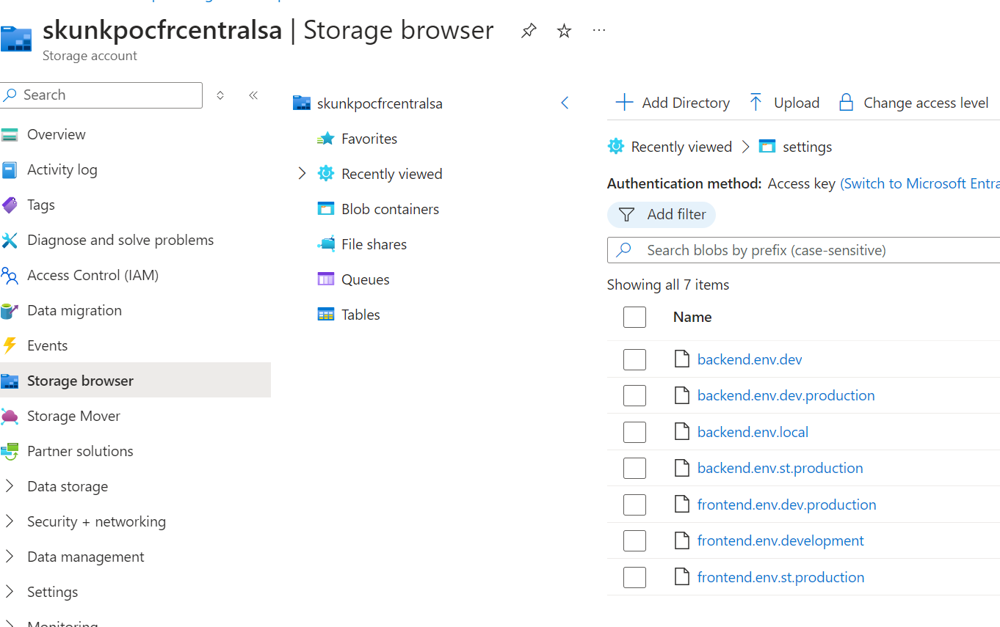 skunkpocfrcentralsa | Storage browser
Storage account
Search
Overview
Activity log
Tags
Diagnose and solve problems
Access Control (IAM)
Data migration
Events
Storage browser
Storage Mover
Partner solutions
Data storage
Security + networking
Data management
Settings
Monitoring
skunkpocfrcentralsa
Favorites
Recently viewed
Blob containers
File shares
Queues
Tables
Add Directory
Upload
Change access level
Recently viewed > settings
Authentication method: Access key (Switch to Microsoft Entra
Add filter
Search blobs by prefix (case-sensitive)
Showing all 7 items
Name
backend.env.dev
backend.env.dev.production
backend.env.local
backend.env.st.production
frontend.env.dev.production
frontend.env.development
frontend.env.st.production